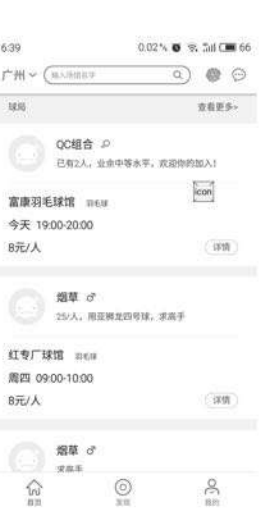 6:39 0.02% 66
广州 输入场馆名字
球局 查看更多>
QC组合
已有2人，业余中等水平，欢迎你的加入！
icon
富康羽毛球馆 羽毛球
今天 19:00-20:00
8元/人 详情
烟草 ♂
25/人，用亚狮龙四号球，求高手
红专厂球馆 羽毛球
周四 09:00-10:00
8元/人 详情
烟草 ♂
求高手
首页 发现 我的